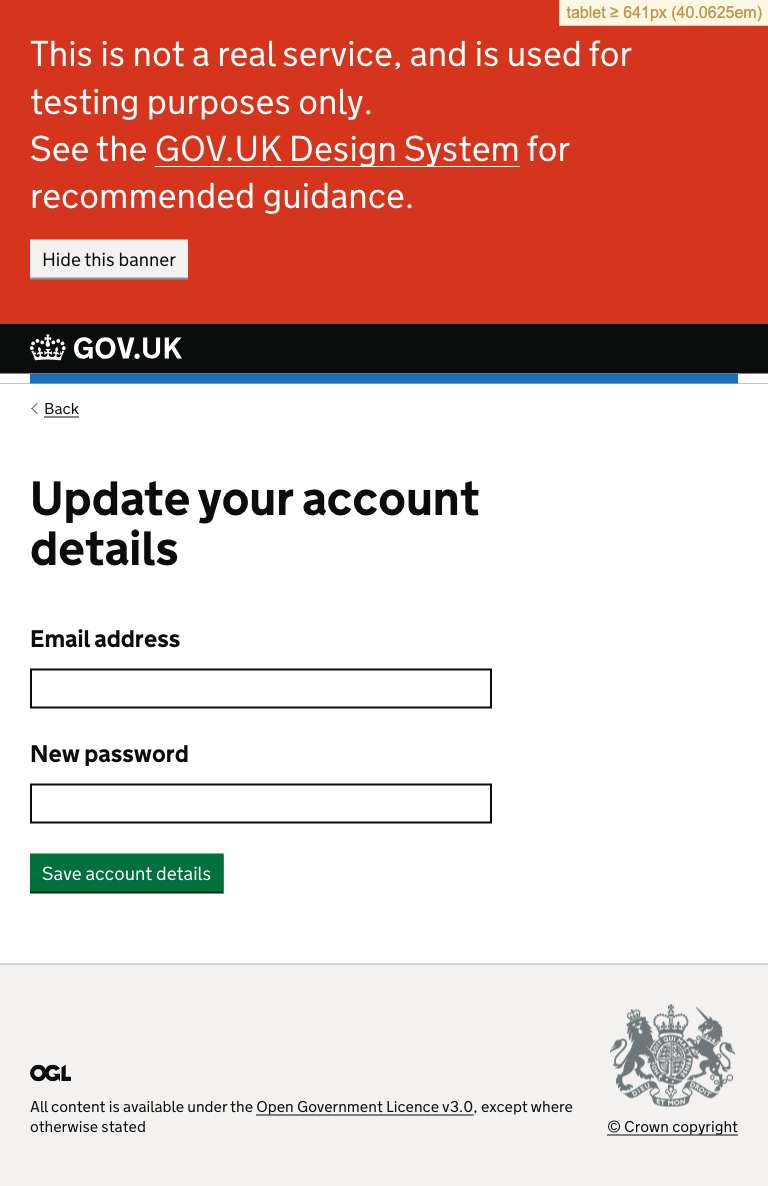 tablet ≥ 641px (40.0625em)
This is not a real service, and is used for
testing purposes only.
See the GOV.UK Design System for
recommended guidance.
Hide this banner
GOV.UK
Back
Update your account
details
Email address
New password
Save account details
OGL
All content is available under the Open Government Licence v3.0, except where
otherwise stated
© Crown copyright